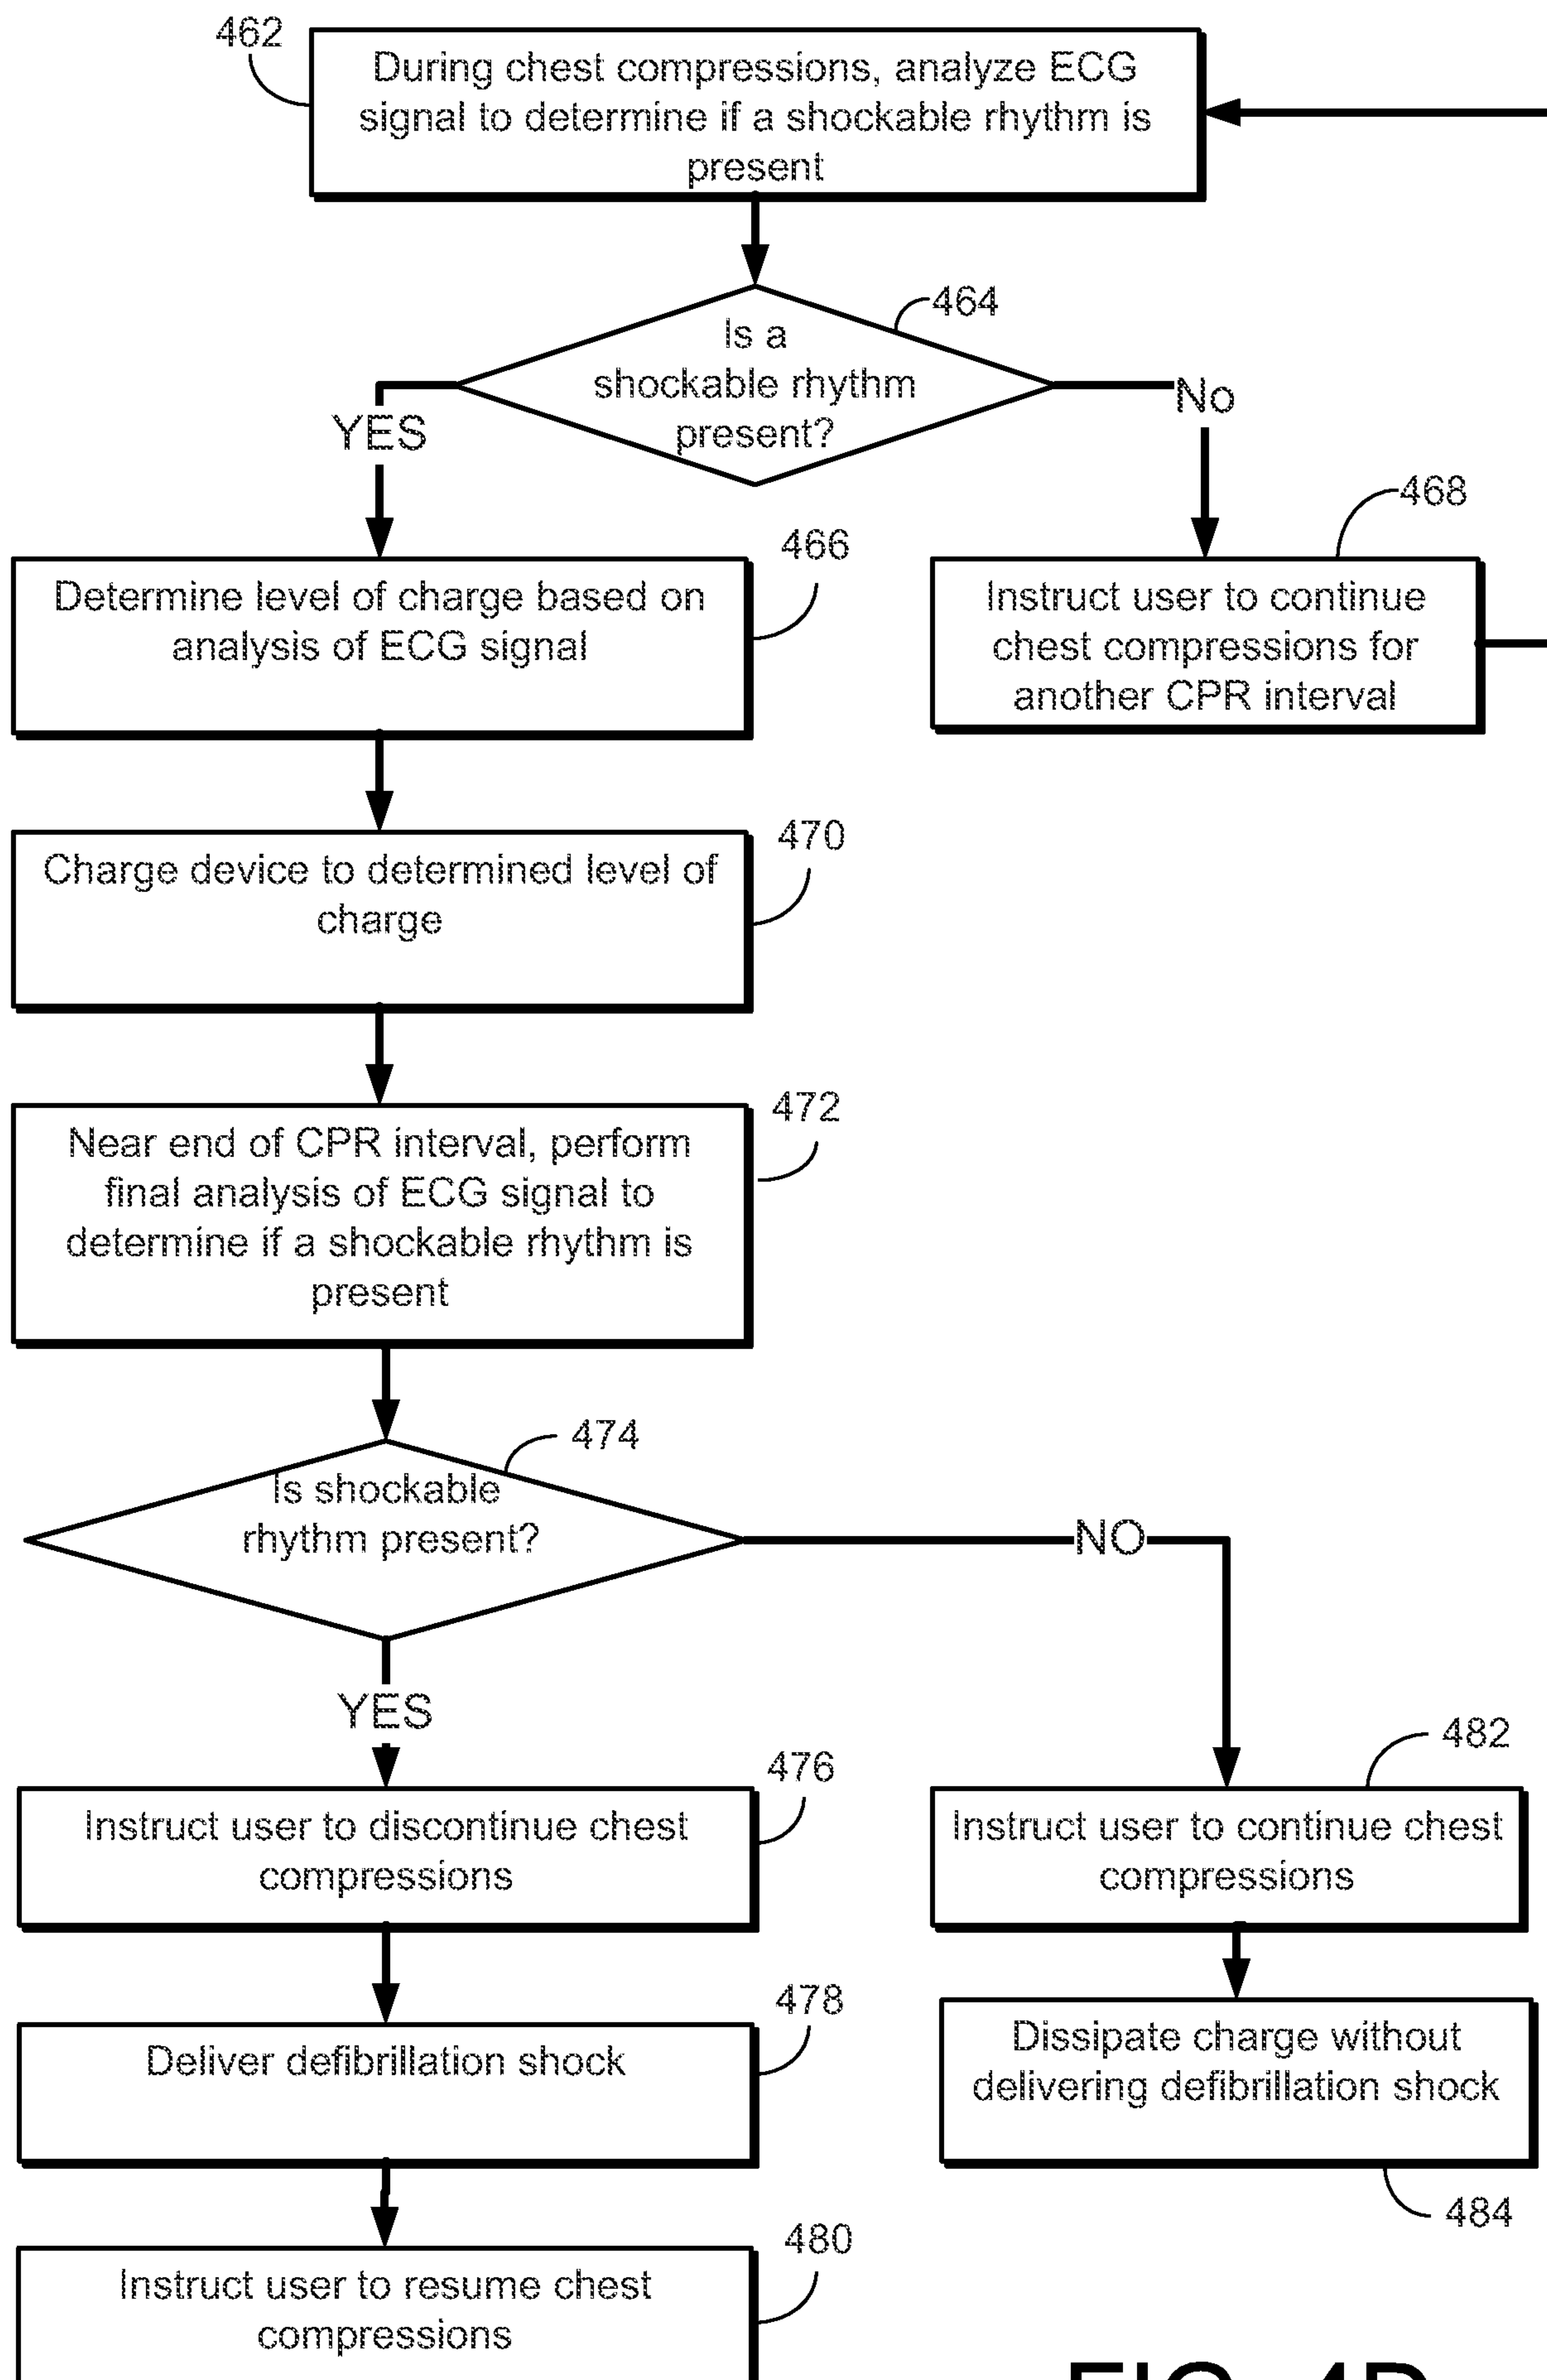 462
During chest compressions, analyze ECG
signal to determine if a shockable rhythm is
present
464
Is a
shockable rhythm
present?
YES
No
466
468
Determine level of charge based on
analysis of ECG signal
Instruct user to continue
chest compressions for
another CPR interval
470
Charge device to determined level of
charge
472
Near end of CPR interval, perform
final analysis of ECG signal to
determine if a shockable rhythm is
present
474
Is shockable
rhythm present?
NO
YES
476
482
Instruct user to discontinue chest
compressions
Instruct user to continue chest
compressions
478
Deliver defibrillation shock
Dissipate charge without
delivering defibrillation shock
484
480
Instruct user to resume chest
compressions